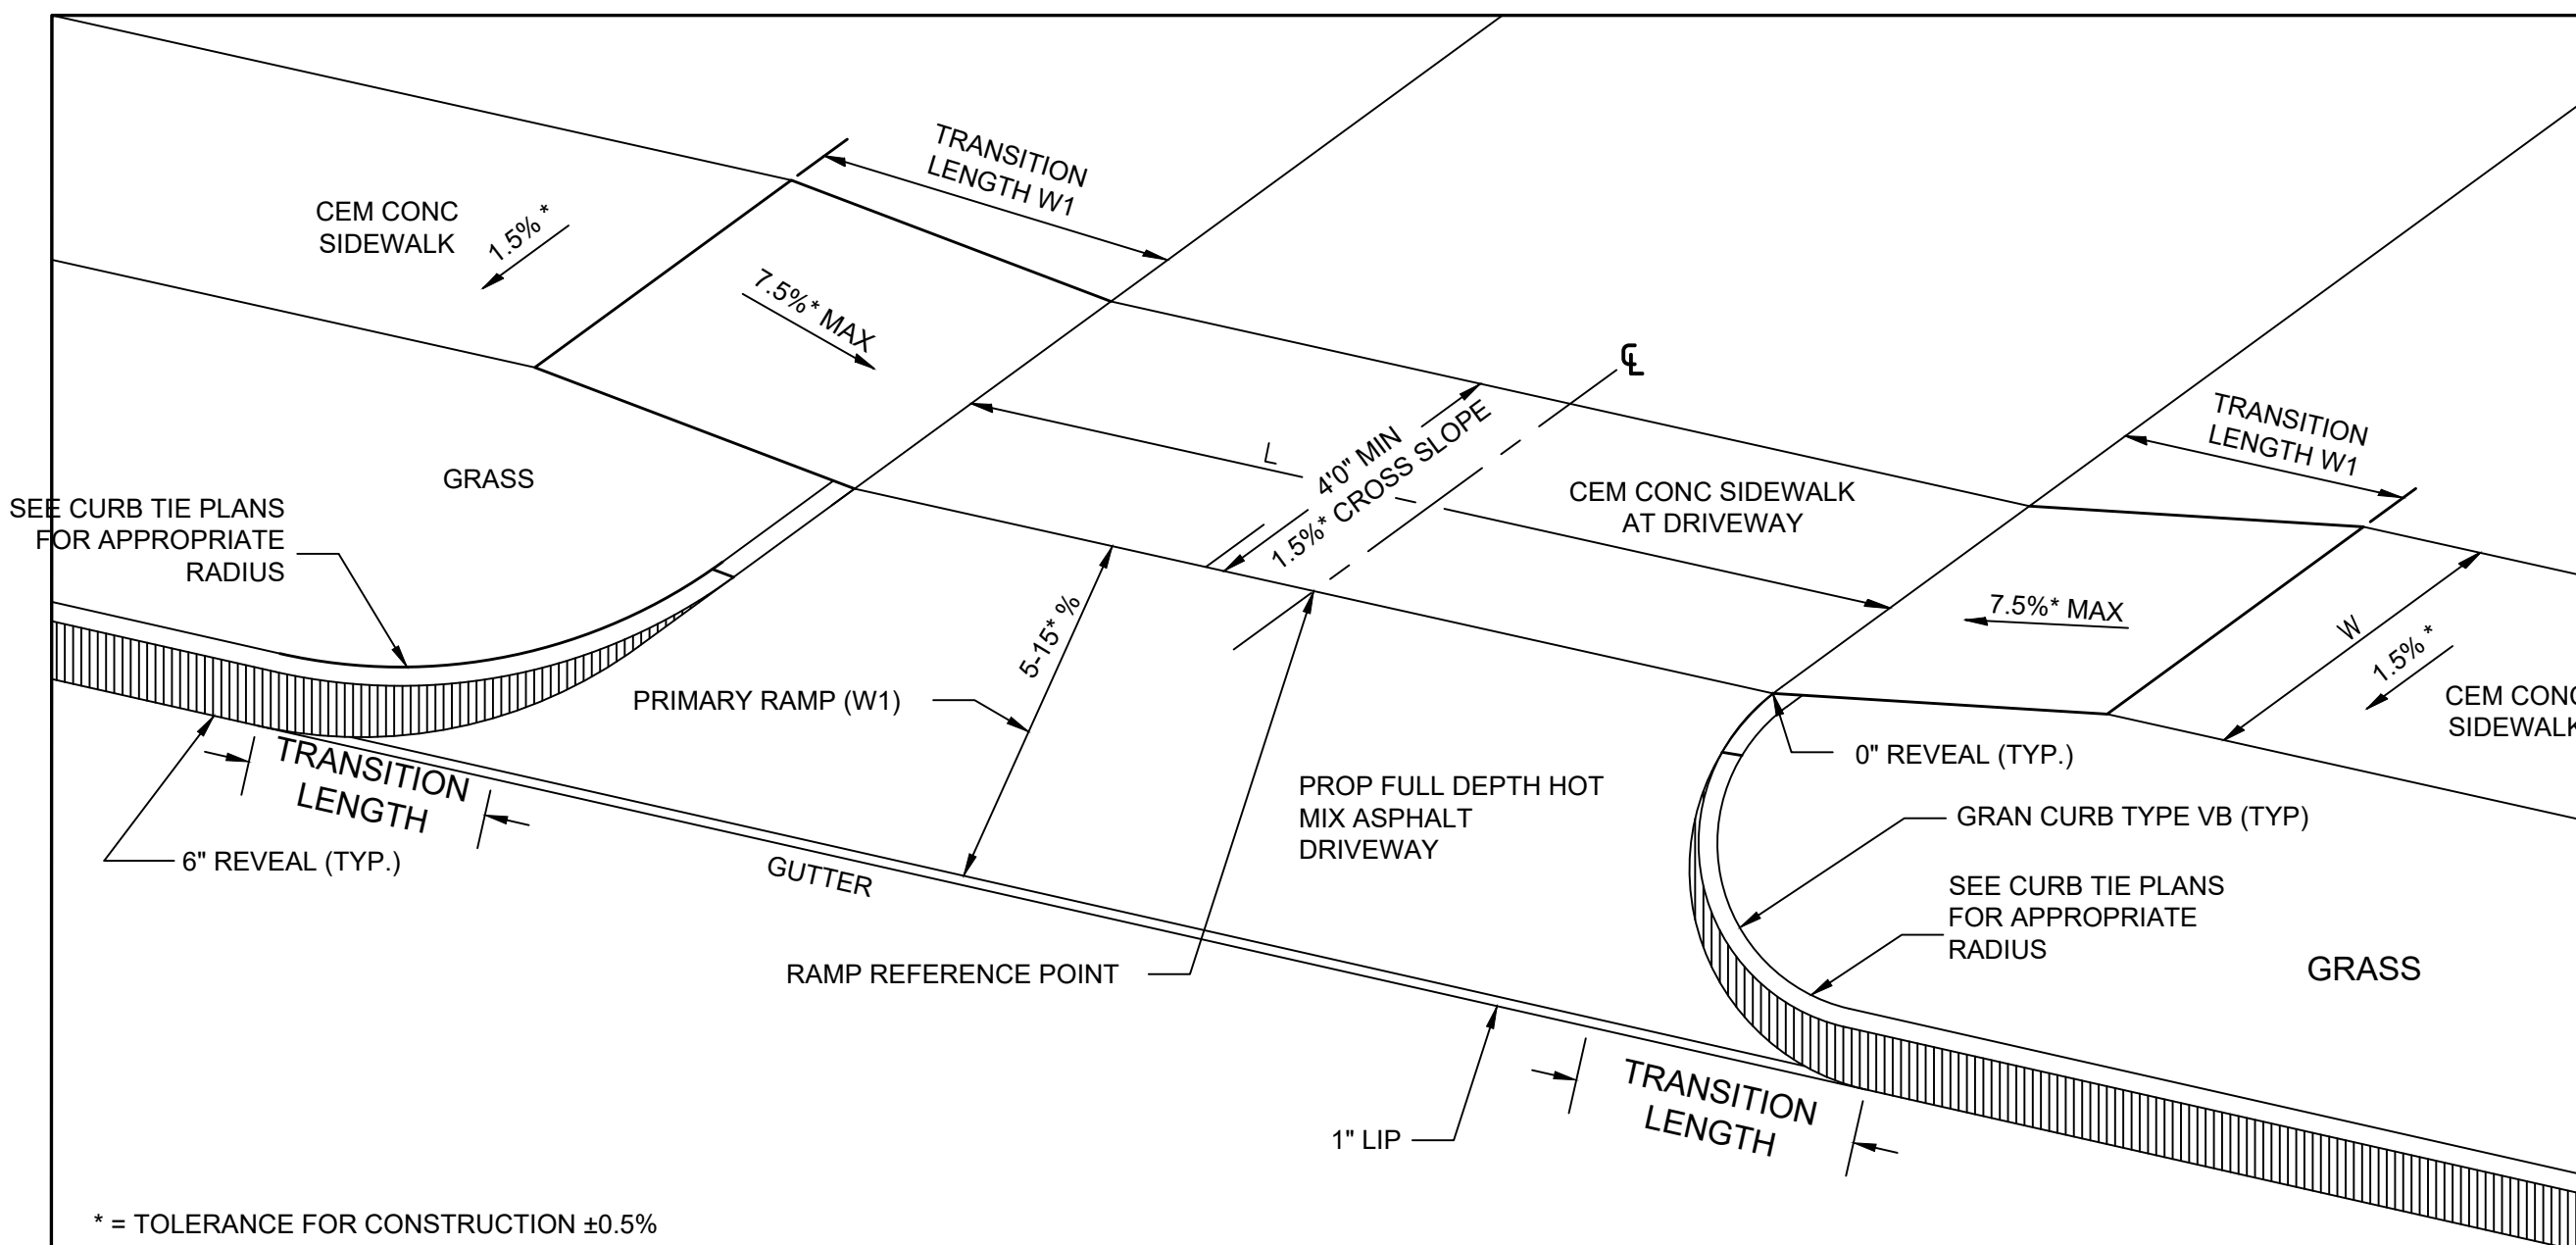 TRANSITION
LENGTH W1
CEM CONC
SIDEWALK
1.5% *
7.5%* MAX
℄
L
4'0" MIN
1.5%* CROSS SLOPE
TRANSITION
LENGTH W1
GRASS
CEM CONC SIDEWALK
AT DRIVEWAY
SEE CURB TIE PLANS
FOR APPROPRIATE
RADIUS
5-15* %
7.5%* MAX
W
1.5% *
PRIMARY RAMP (W1)
CEM CONC
SIDEWALK
0" REVEAL (TYP.)
TRANSITION
LENGTH
PROP FULL DEPTH HOT
MIX ASPHALT
DRIVEWAY
GRAN CURB TYPE VB (TYP)
6" REVEAL (TYP.)
GUTTER
SEE CURB TIE PLANS
FOR APPROPRIATE
RADIUS
RAMP REFERENCE POINT
GRASS
TRANSITION
LENGTH
1" LIP
* = TOLERANCE FOR CONSTRUCTION ±0.5%